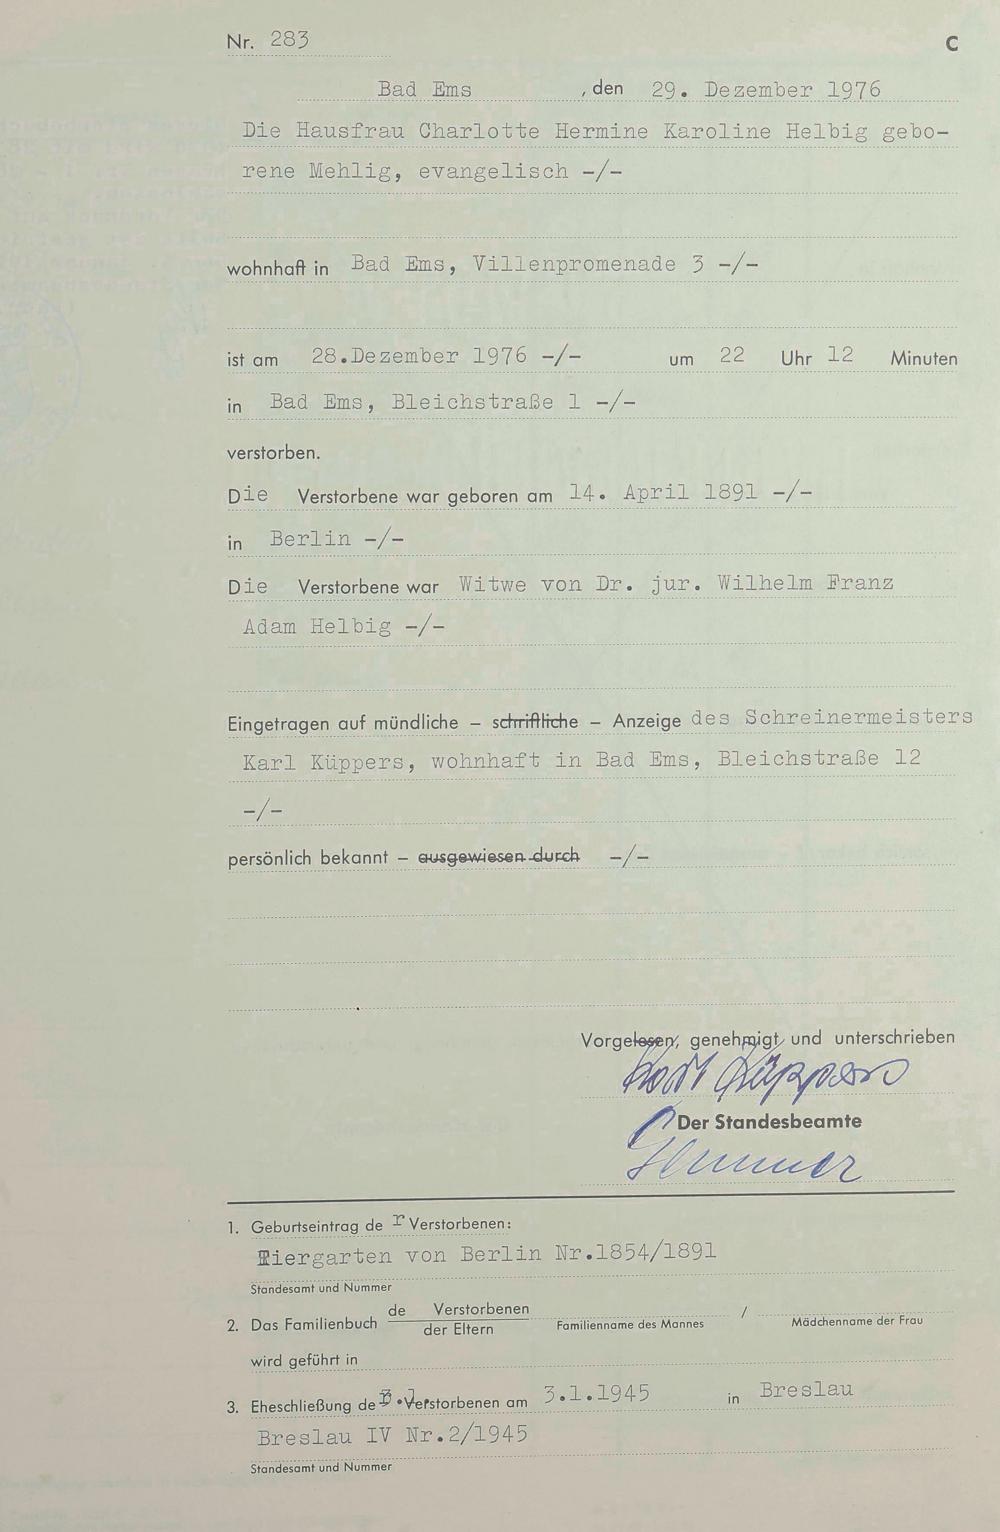 Nr. 283
C
Bad Ems , den 29. Dezember 1976
Die Hausfrau Charlotte Hermine Karoline Helbig gebo-
rene Mehlig, evangelisch -/-
wohnhaft in Bad Ems, Villenpromenade 3 -/-
ist am 28.Dezember 1976 -/- um 22 Uhr 12 Minuten
in Bad Ems, Bleichstraße 1 -/-
verstorben.
Die Verstorbene war geboren am 14. April 1891 -/-
in Berlin -/-
Die Verstorbene war Witwe von Dr. jur. Wilhelm Franz
Adam Helbig -/-
Eingetragen auf mündliche – schriftliche – Anzeige des Schreinermeisters
Karl Küppers, wohnhaft in Bad Ems, Bleichstraße 12
-/-
persönlich bekannt – ausgewiesen durch -/-
Vorgelesen, genehmigt und unterschrieben
Karl Küppers
Der Standesbeamte
1. Geburtseintrag de r Verstorbenen:
Tiergarten von Berlin Nr.1854/1891
Standesamt und Nummer
2. Das Familienbuch de Verstorbenen
der Eltern
Familienname des Mannes / Mädchenname der Frau
wird geführt in
3. Eheschließung de Verstorbenen am 3.1.1945 in Breslau
Breslau IV Nr.2/1945
Standesamt und Nummer